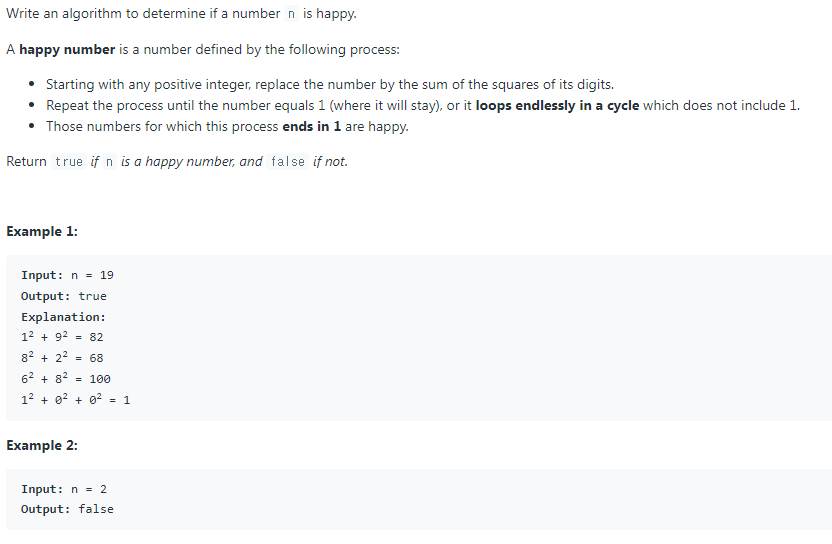 Write an algorithm to determine if a number n is happy.
A happy number is a number defined by the following process:
• Starting with any positive integer, replace the number by the sum of the squares of its digits.
• Repeat the process until the number equals 1 (where it will stay), or it loops endlessly in a cycle which does not include 1.
• Those numbers for which this process ends in 1 are happy.
Return true if n is a happy number, and false if not.
Example 1:
Input: n = 19
Output: true
Explanation:
1² + 9² = 82
8² + 2² = 68
6² + 8² = 100
1² + 0² + 0² = 1
Example 2:
Input: n = 2
Output: false